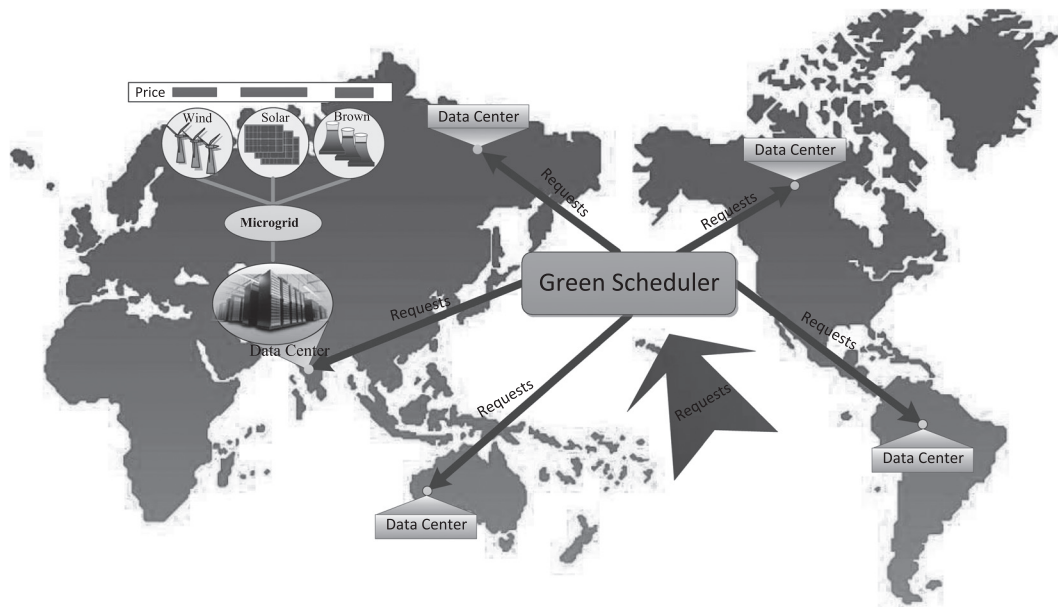 Price
Wind
Solar
Brown
Microgrid
Data Center
Data Center
Data Center
Data Center
Data Center
Green Scheduler
Requests
Requests
Requests
Requests
Requests
Requests